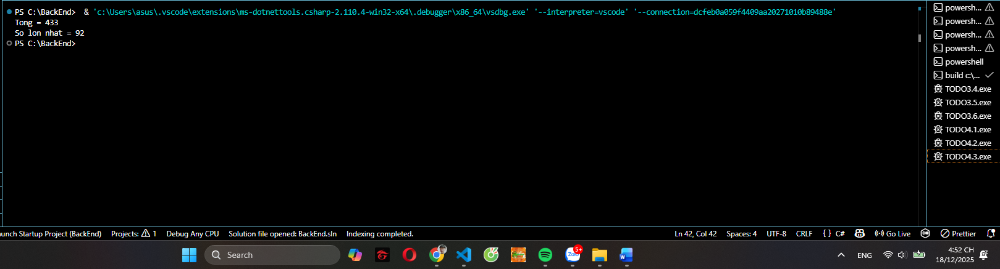 PS C:\BackEnd>  & 'c:\Users\asus\.vscode\extensions\ms-dotnettools.csharp-2.110.4-win32-x64\.debugger\x86_64\vsdbg.exe' '--interpreter=vscode' '--connection=dcfeb0a059f4409aa20271010b89488e'
Tong = 433
So lon nhat = 92
PS C:\BackEnd>
powersh...
powersh...
powersh...
powersh...
powershell
build c:\...
TODO3.4.exe
TODO3.5.exe
TODO3.6.exe
TODO4.1.exe
TODO4.2.exe
TODO4.3.exe
unch Startup Project (BackEnd) Projects: 1 Debug Any CPU Solution file opened: BackEnd.sln Indexing completed. Ln 42, Col 42 Spaces: 4 UTF-8 CRLF { } C# Go Live Prettier
Search Zalo 5+ W ENG 4:52 CH
18/12/2025